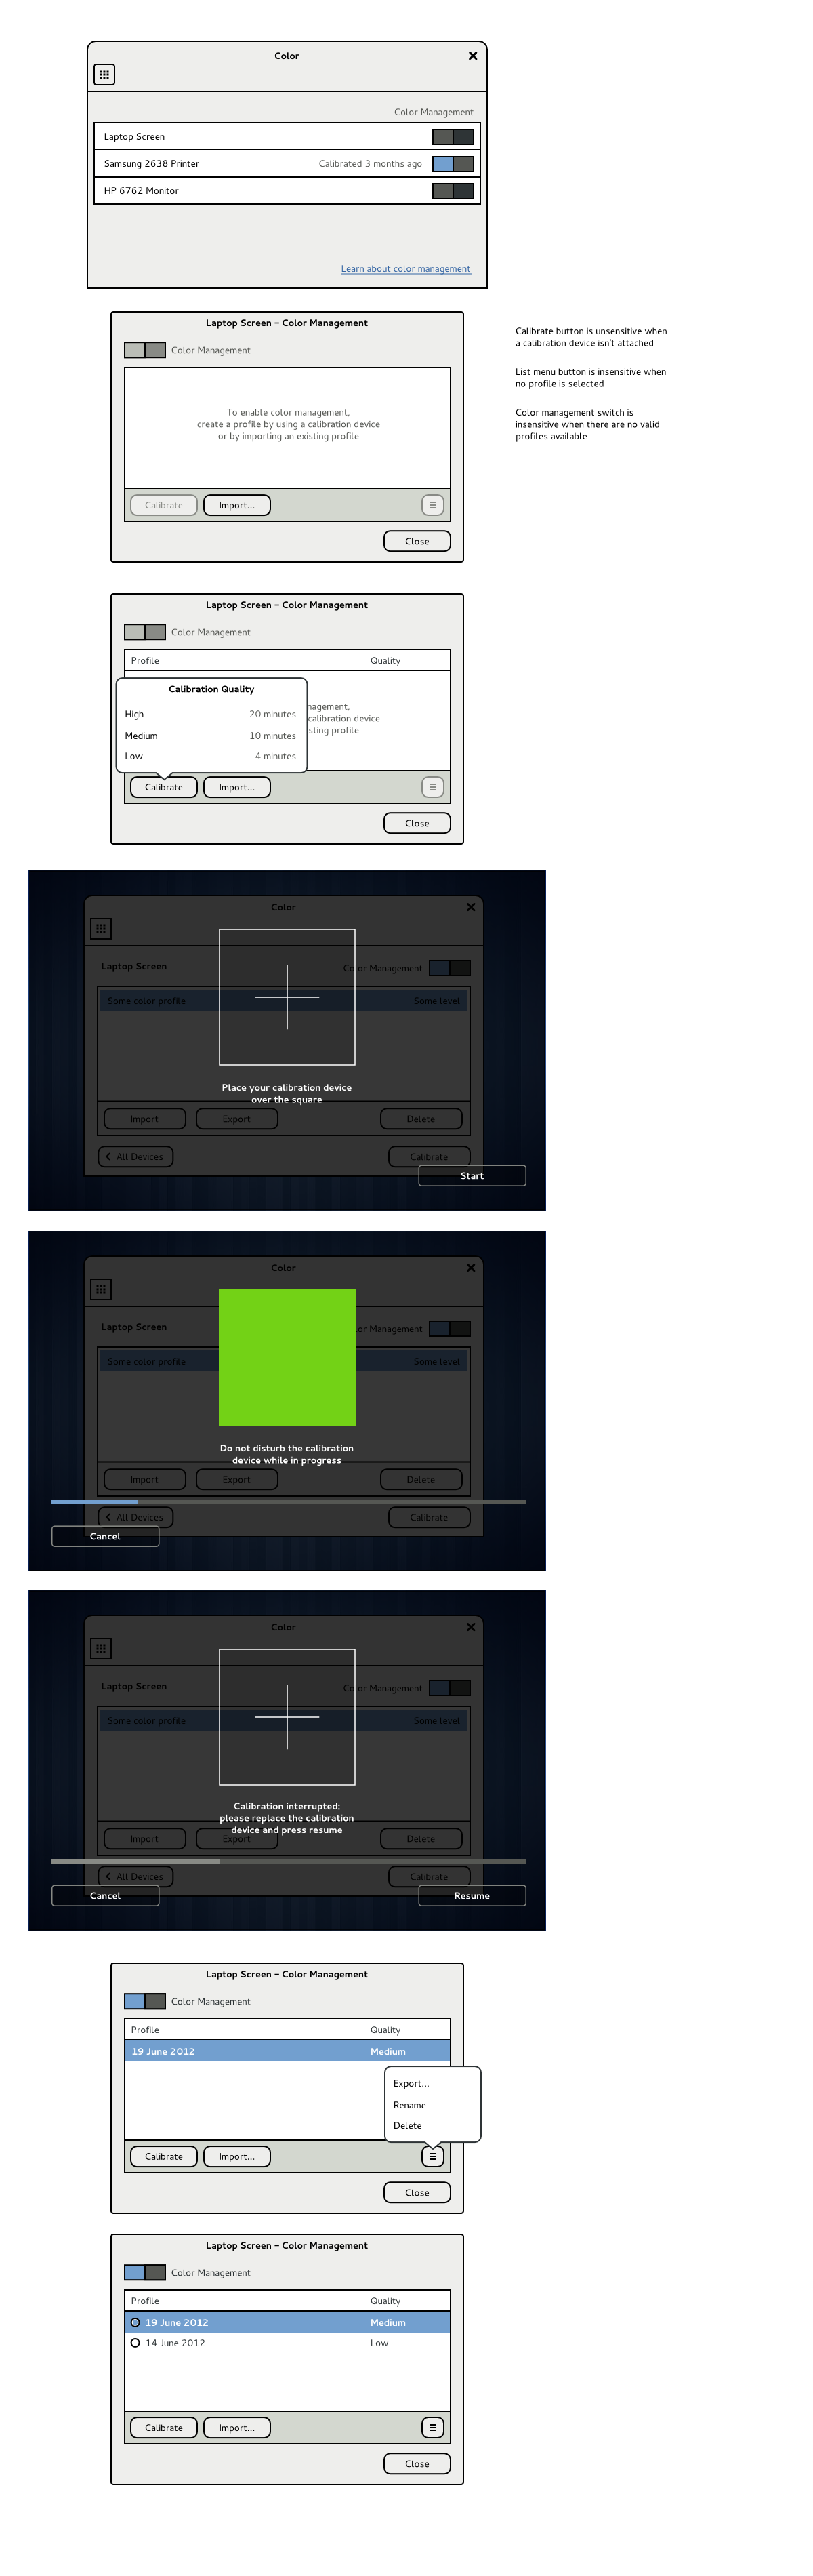 Color
Color Management
Laptop Screen
Samsung 2638 Printer Calibrated 3 months ago
HP 6762 Monitor
Learn about color management
Laptop Screen – Color Management
Color Management
To enable color management,
create a profile by using a calibration device
or by importing an existing profile
Calibrate Import...
Close
Calibrate button is unsensitive when
a calibration device isn't attached
List menu button is insensitive when
no profile is selected
Color management switch is
insensitive when there are no valid
profiles available
Laptop Screen – Color Management
Color Management
Profile Quality
Calibration Quality
High 20 minutes
Medium 10 minutes
Low 4 minutes
nagement,
calibration device
sting profile
Calibrate Import...
Close
Color
Laptop Screen Color Management
Some color profile Some level
Place your calibration device
over the square
Import Export Delete
All Devices Calibrate
Start
Color
Laptop Screen or Management
Some color profile Some level
Do not disturb the calibration
device while in progress
Import Export Delete
All Devices Calibrate
Cancel
Color
Laptop Screen Color Management
Some color profile Some level
Calibration interrupted:
please replace the calibration
device and press resume
Import Export Delete
All Devices Calibrate
Cancel Resume
Laptop Screen – Color Management
Color Management
Profile Quality
19 June 2012 Medium
Export...
Rename
Delete
Calibrate Import...
Close
Laptop Screen – Color Management
Color Management
Profile Quality
19 June 2012 Medium
14 June 2012 Low
Calibrate Import...
Close